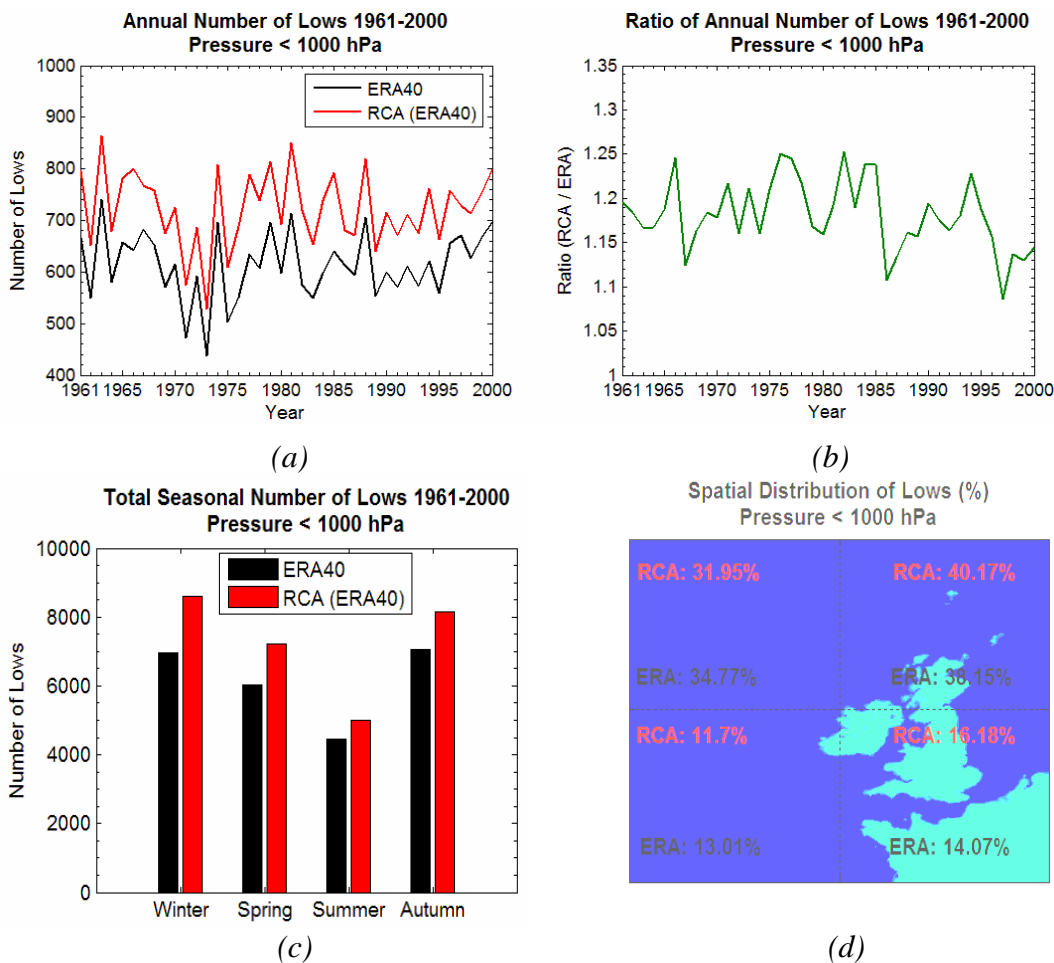 Annual Number of Lows 1961-2000
Pressure < 1000 hPa
1000
900
800
700
600
500
400
Number of Lows
ERA40
RCA (ERA40)
1961 1965 1970 1975 1980 1985 1990 1995 2000
Year
(a)
Ratio of Annual Number of Lows 1961-2000
Pressure < 1000 hPa
1.35
1.3
1.25
1.2
1.15
1.1
1.05
1
Ratio (RCA / ERA)
1961 1965 1970 1975 1980 1985 1990 1995 2000
Year
(b)
Total Seasonal Number of Lows 1961-2000
Pressure < 1000 hPa
10000
8000
6000
4000
2000
0
Number of Lows
ERA40
RCA (ERA40)
Winter Spring Summer Autumn
(c)
Spatial Distribution of Lows (%)
Pressure < 1000 hPa
RCA: 31.95% RCA: 40.17%
ERA: 34.77% ERA: 38.15%
RCA: 11.7% RCA: 16.18%
ERA: 13.01% ERA: 14.07%
(d)